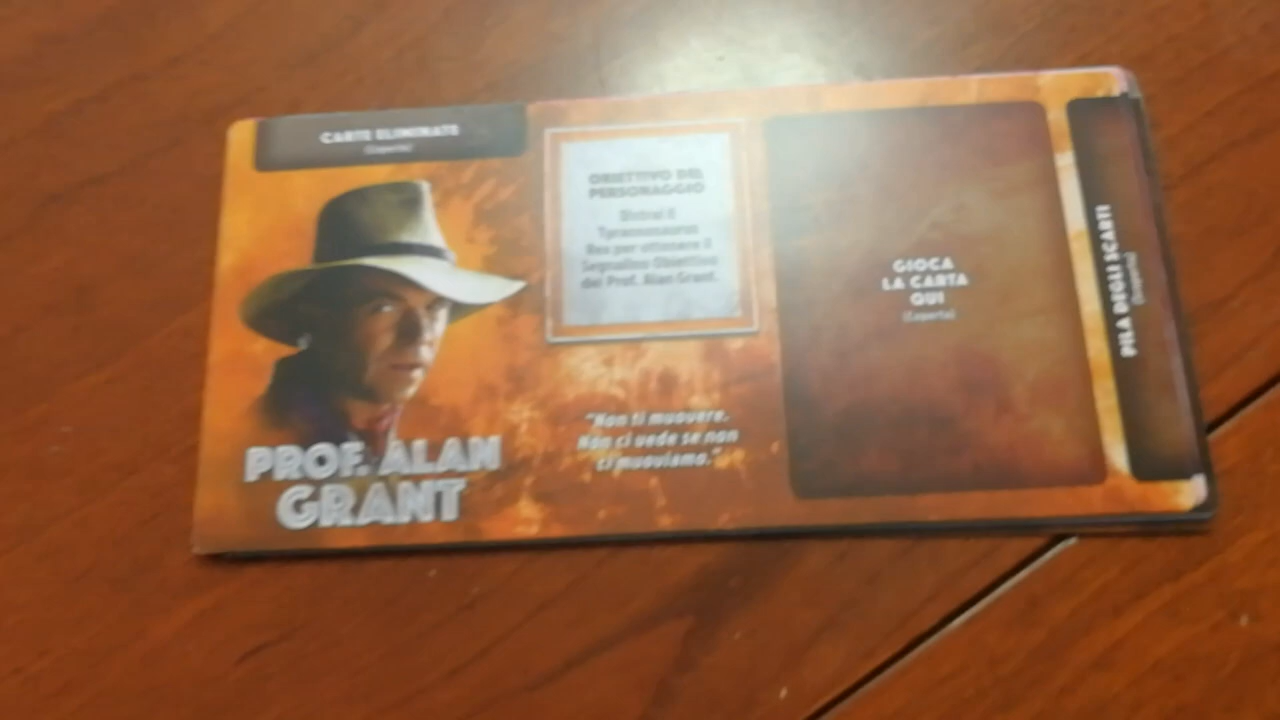 CARTE ELIMINATE
(Coperte)
OBIETTIVO DEL
PERSONAGGIO
Distrai il
Tyrannosaurus
Rex per ottenere il
Segnalino Obiettivo
del Prof. Alan Grant.
GIOCA
LA CARTA
QUI
(Coperta)
PILA DEGLI SCARTI
(Scoperta)
"Non ti muovere.
Non ci vede se non
ci muoviamo."
PROF. ALAN
GRANT